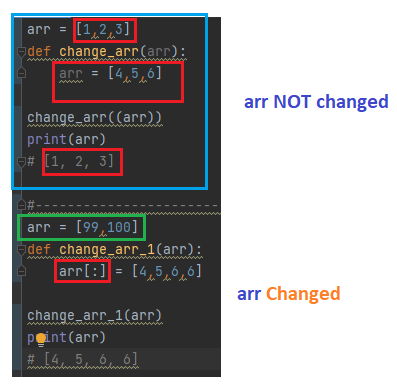 arr = [1,2,3]
def change_arr(arr):
arr = [4,5,6]
arr NOT changed
change_arr((arr))
print(arr)
# [1, 2, 3]
#-----------------------
arr = [99,100]
def change_arr_1(arr):
arr[:] = [4,5,6,6]
arr Changed
change_arr_1(arr)
print(arr)
# [4, 5, 6, 6]